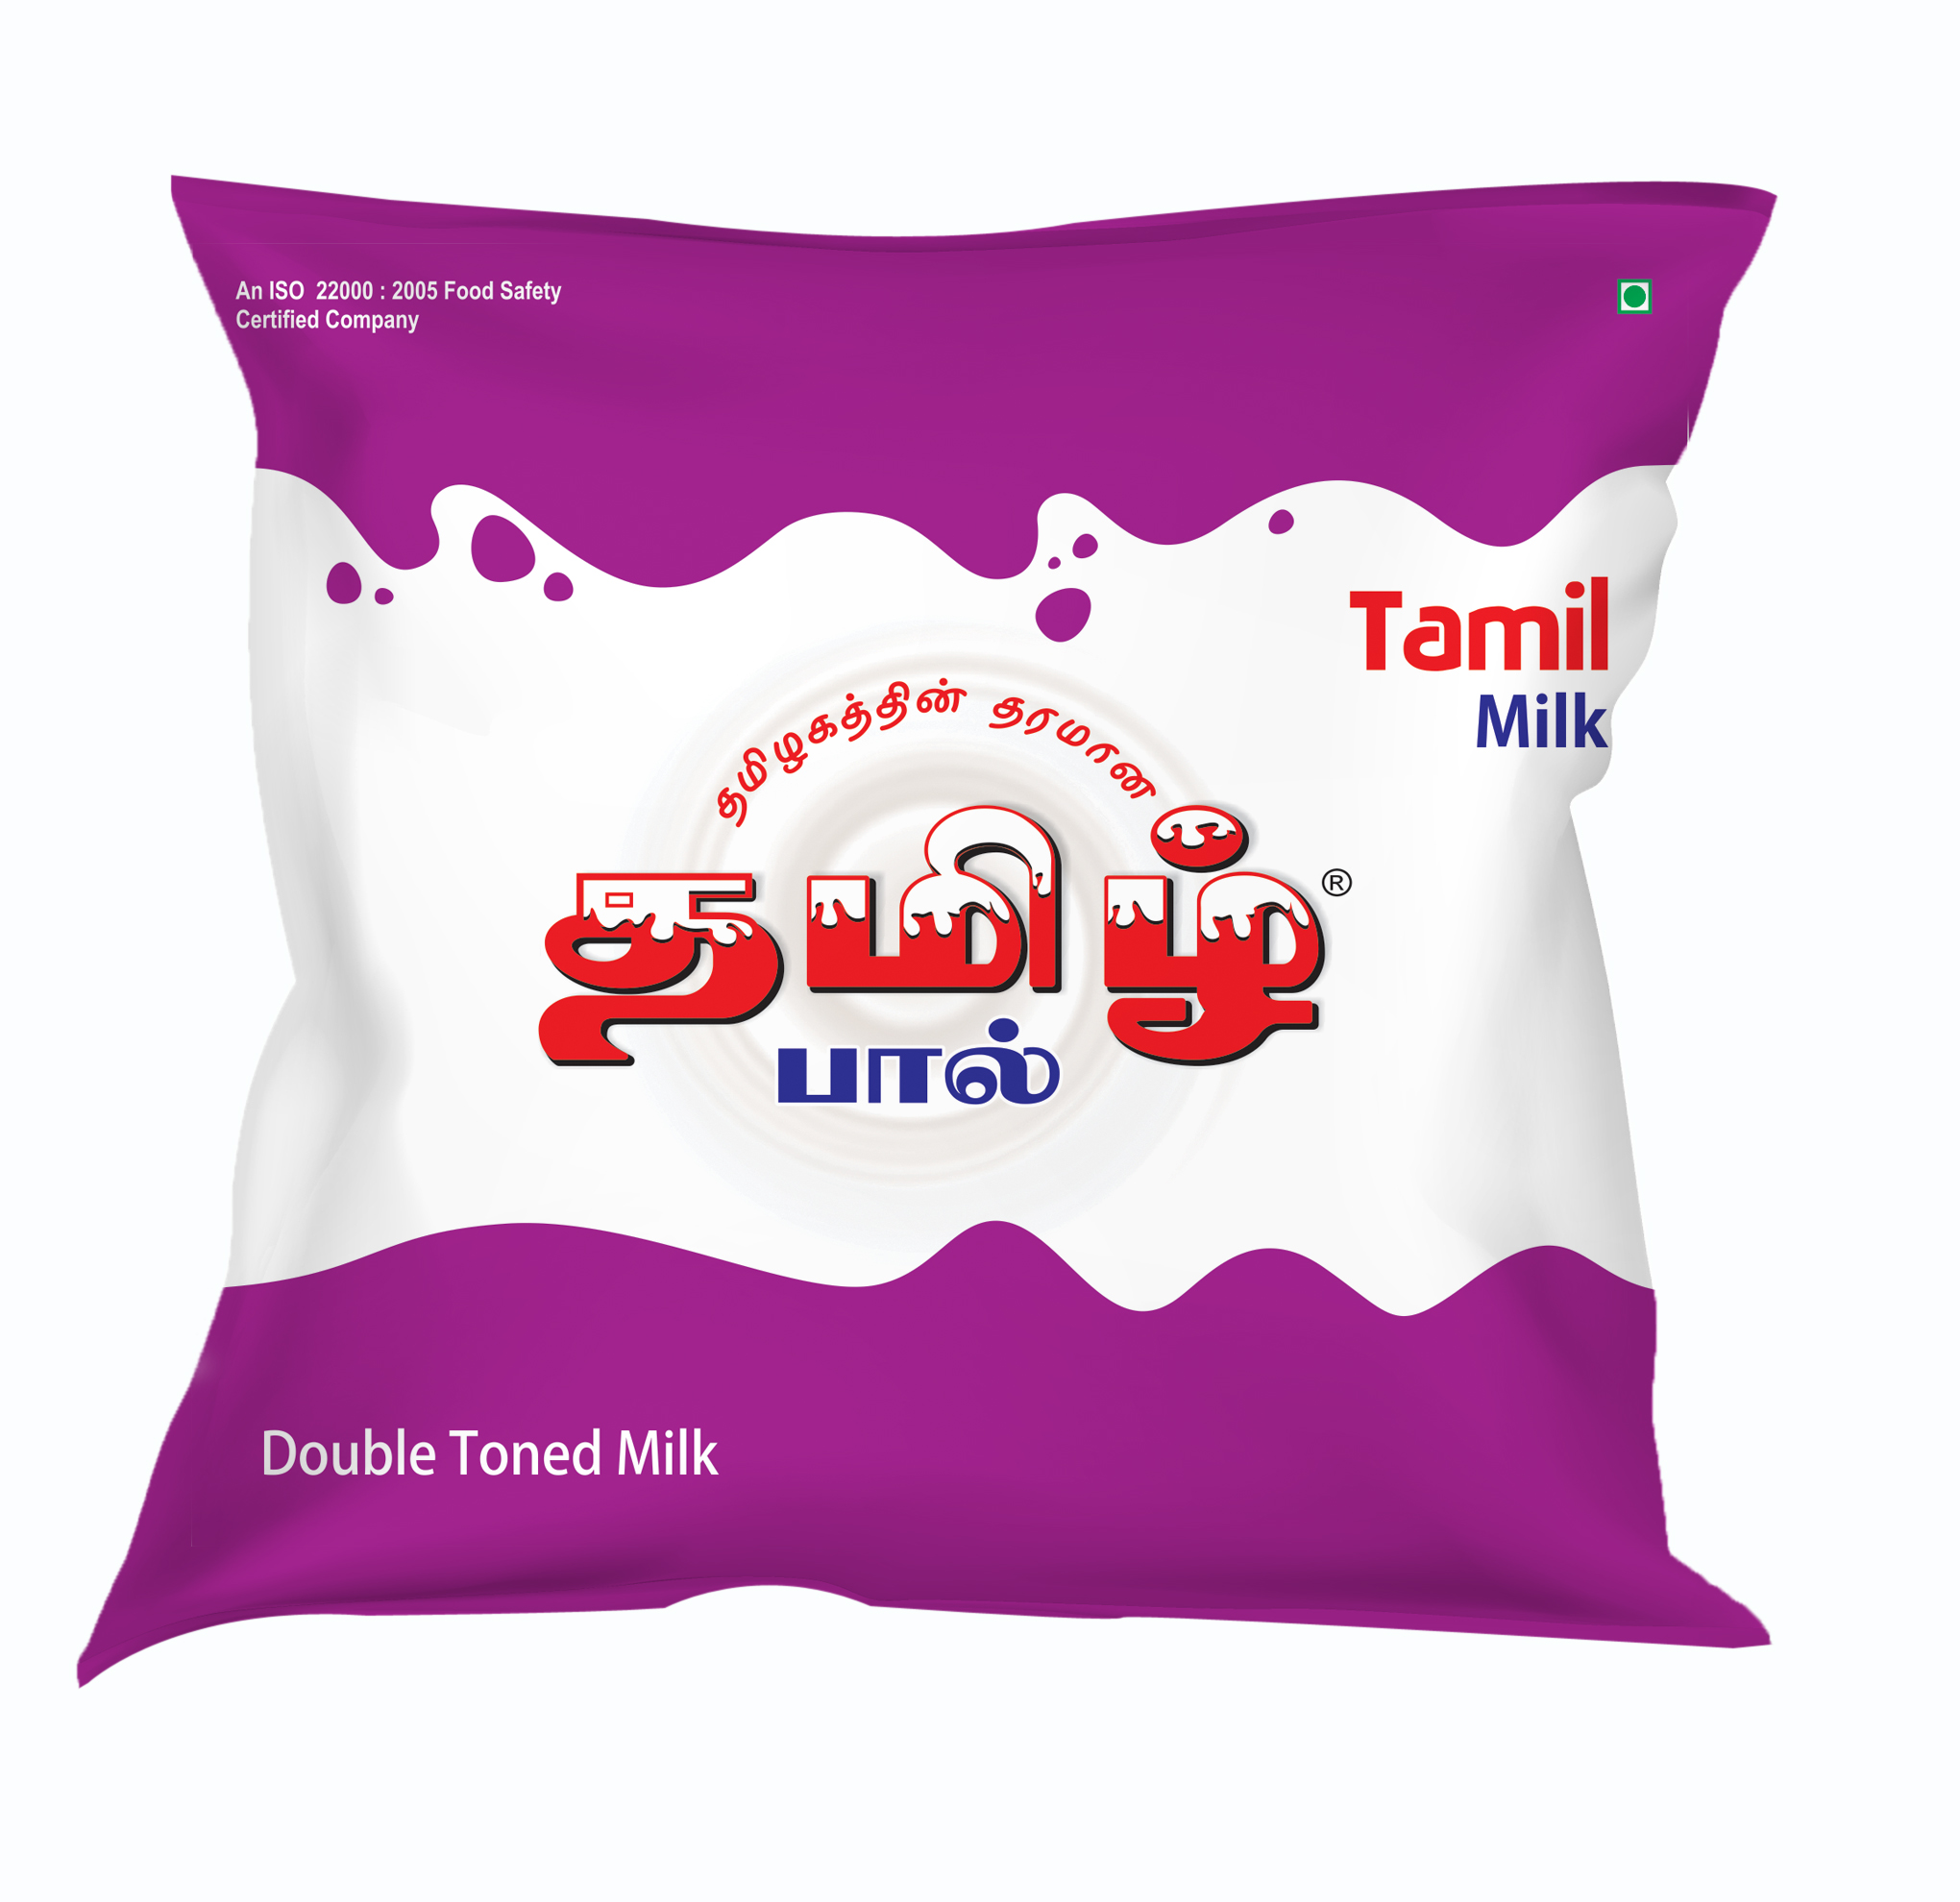 An ISO 22000 : 2005 Food Safety
Certified Company
Tamil
Milk
தமிழகத்தின் தரமான
தமிழ்®
பால்
Double Toned Milk